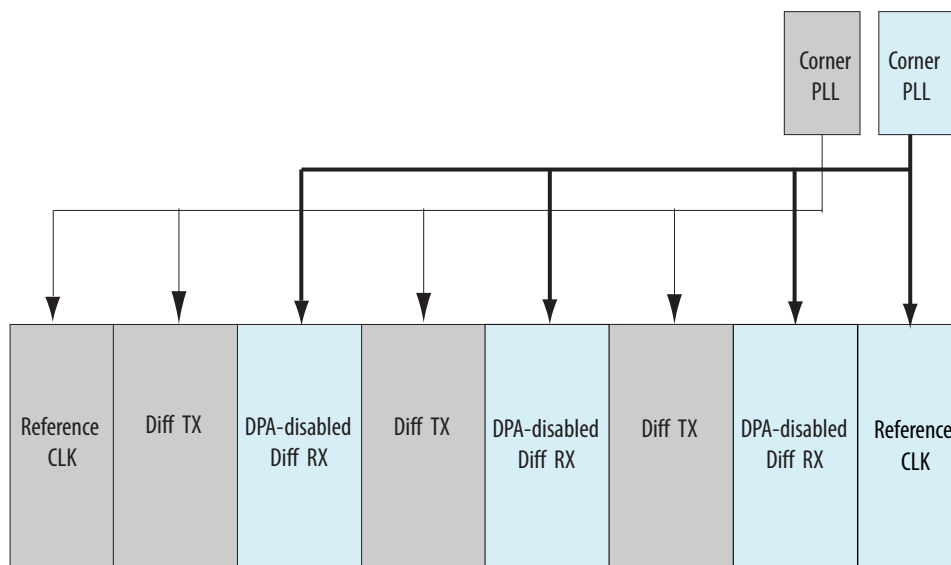 Corner
PLL
Corner
PLL
Reference
CLK
Diff TX
DPA-disabled
Diff RX
Diff TX
DPA-disabled
Diff RX
Diff TX
DPA-disabled
Diff RX
Reference
CLK